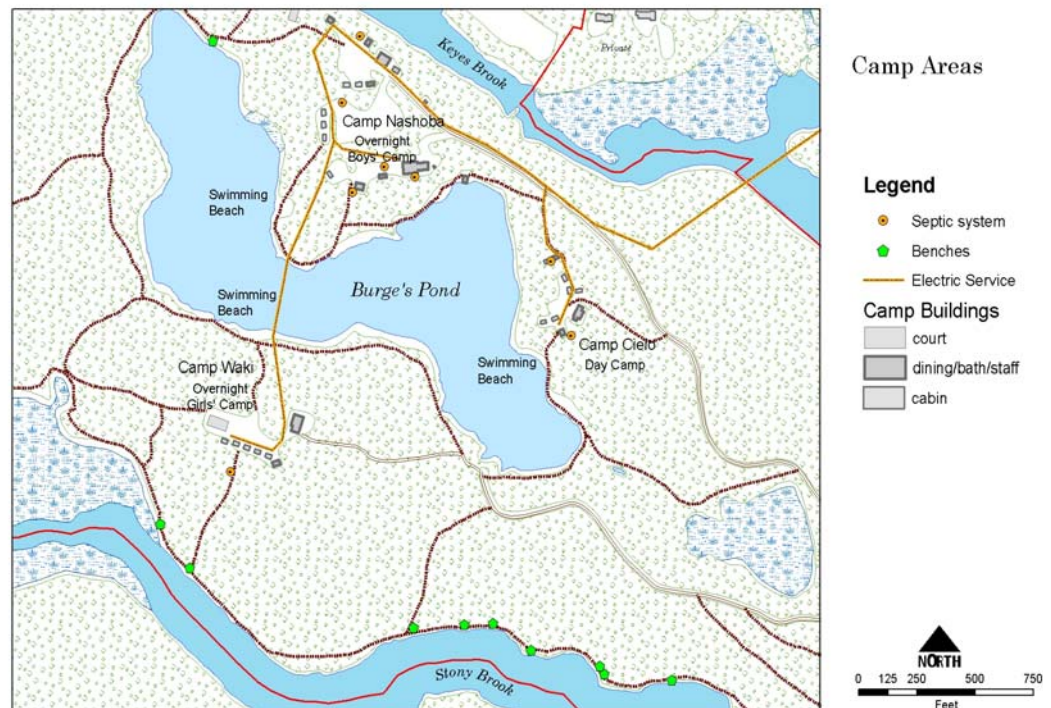 Keyes Brook
Private
Camp Areas
Camp Nashoba
Overnight
Boys' Camp
Swimming
Beach
Swimming
Beach
Burge's Pond
Camp Waki
Overnight
Girls' Camp
Swimming
Beach
Camp Cielo
Day Camp
Stony Brook
Legend
Septic system
Benches
Electric Service
Camp Buildings
court
dining/bath/staff
cabin
NORTH
0 125 250 500 750
Feet